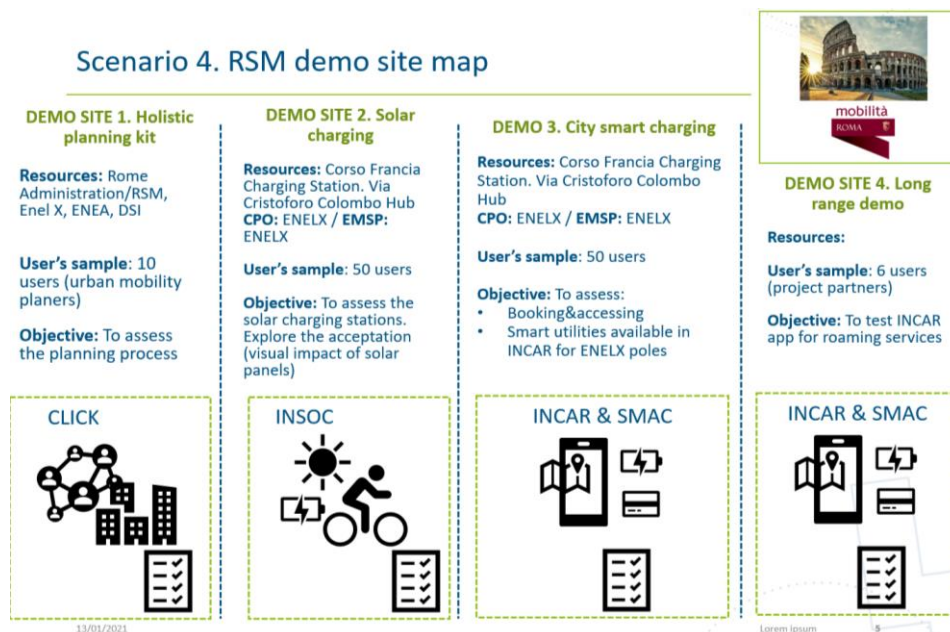 Scenario 4. RSM demo site map
mobilità
ROMA
DEMO SITE 1. Holistic
planning kit
Resources: Rome
Administration/RSM,
Enel X, ENEA, DSI
User's sample: 10
users (urban mobility
planers)
Objective: To assess
the planning process
CLICK
DEMO SITE 2. Solar
charging
Resources: Corso Francia
Charging Station. Via
Cristoforo Colombo Hub
CPO: ENELX / EMSP:
ENELX
User's sample: 50 users
Objective: To assess the
solar charging stations.
Explore the acceptation
(visual impact of solar
panels)
INSOC
DEMO 3. City smart charging
Resources: Corso Francia Charging
Station. Via Cristoforo Colombo
Hub
CPO: ENELX / EMSP: ENELX
User's sample: 50 users
Objective: To assess:
• Booking&accessing
• Smart utilities available in
INCAR for ENELX poles
INCAR & SMAC
DEMO SITE 4. Long
range demo
Resources:
User's sample: 6 users
(project partners)
Objective: To test INCAR
app for roaming services
INCAR & SMAC
13/01/2021
Lorem ipsum
5